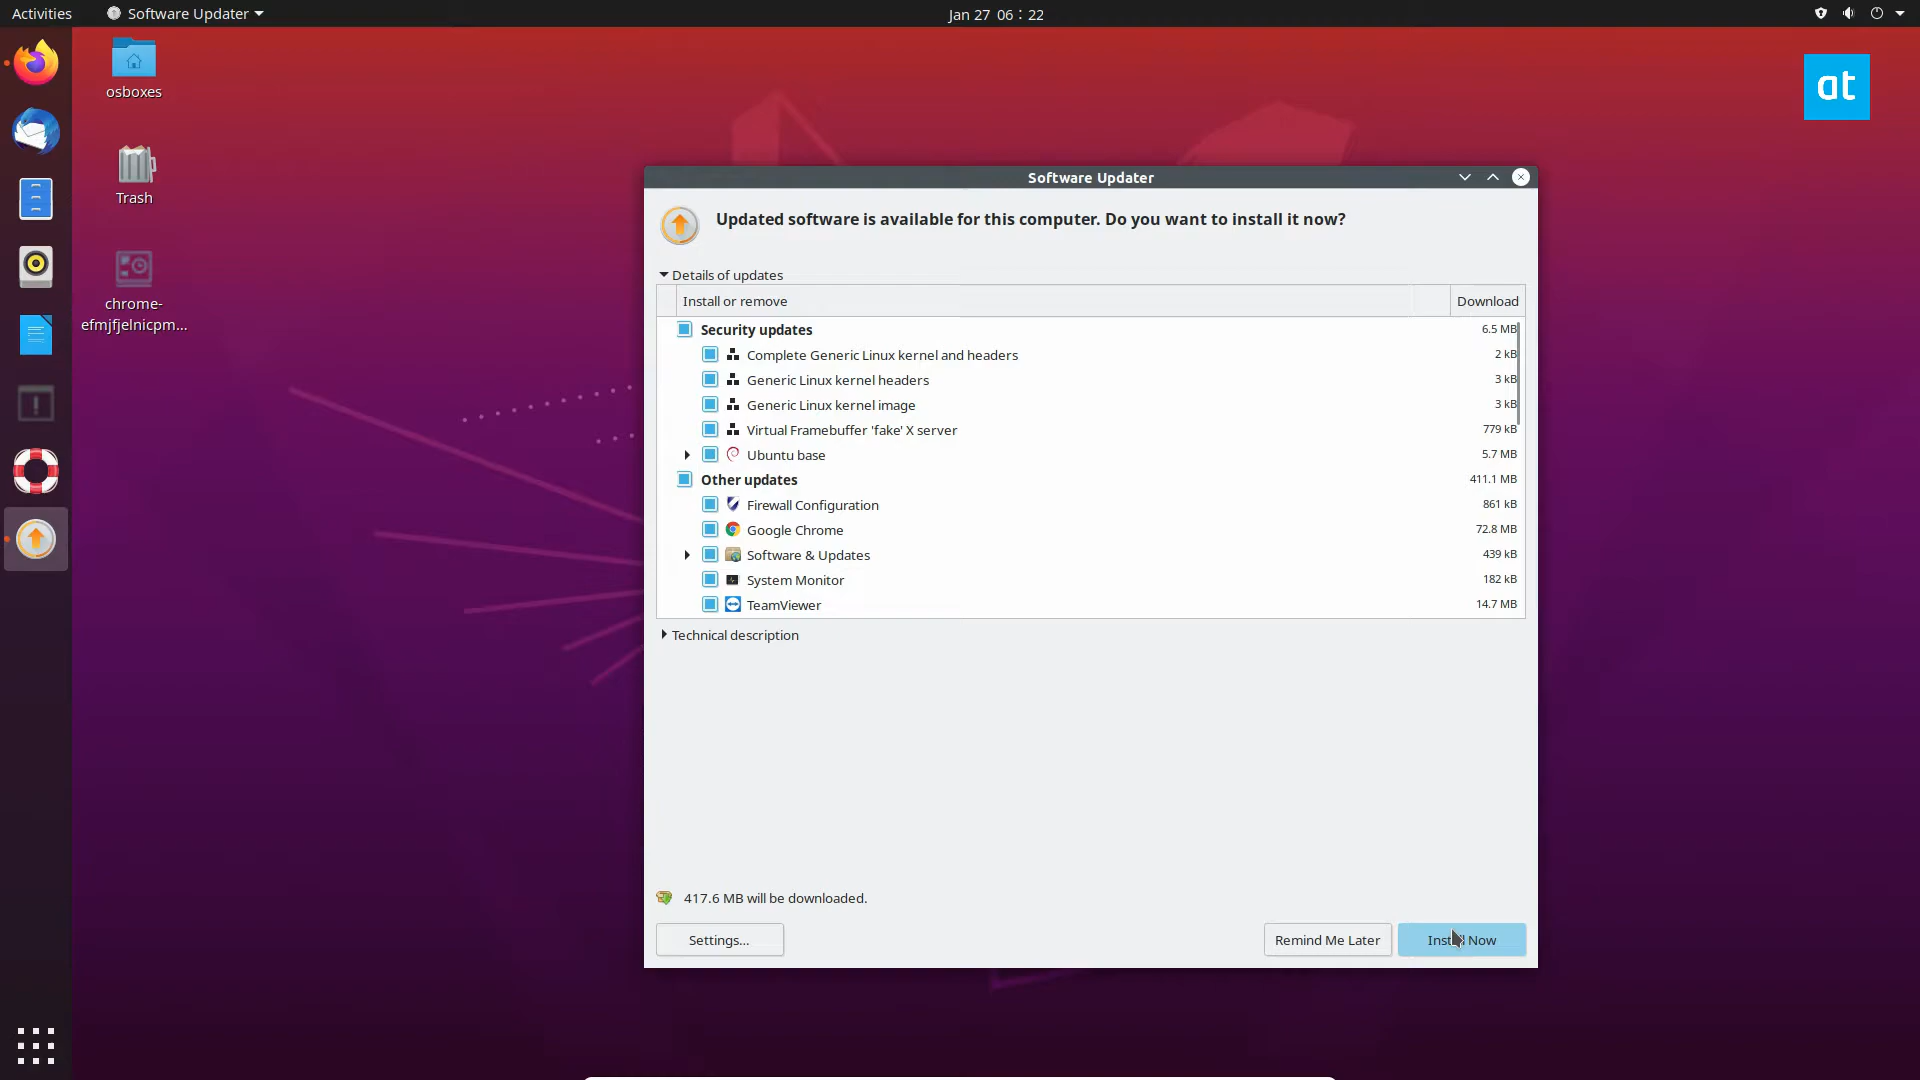 Activities
Software Updater
Jan 27 06:22
at
osboxes
Trash
chrome-
efmjfjelnicpm...
Software Updater
Updated software is available for this computer. Do you want to install it now?
Details of updates
Install or remove Download
Security updates 6.5 MB
Complete Generic Linux kernel and headers 2 kB
Generic Linux kernel headers 3 kB
Generic Linux kernel image 3 kB
Virtual Framebuffer 'fake' X server 779 kB
Ubuntu base 5.7 MB
Other updates 411.1 MB
Firewall Configuration 861 kB
Google Chrome 72.8 MB
Software & Updates 439 kB
System Monitor 182 kB
TeamViewer 14.7 MB
Technical description
417.6 MB will be downloaded.
Settings... Remind Me Later Install Now